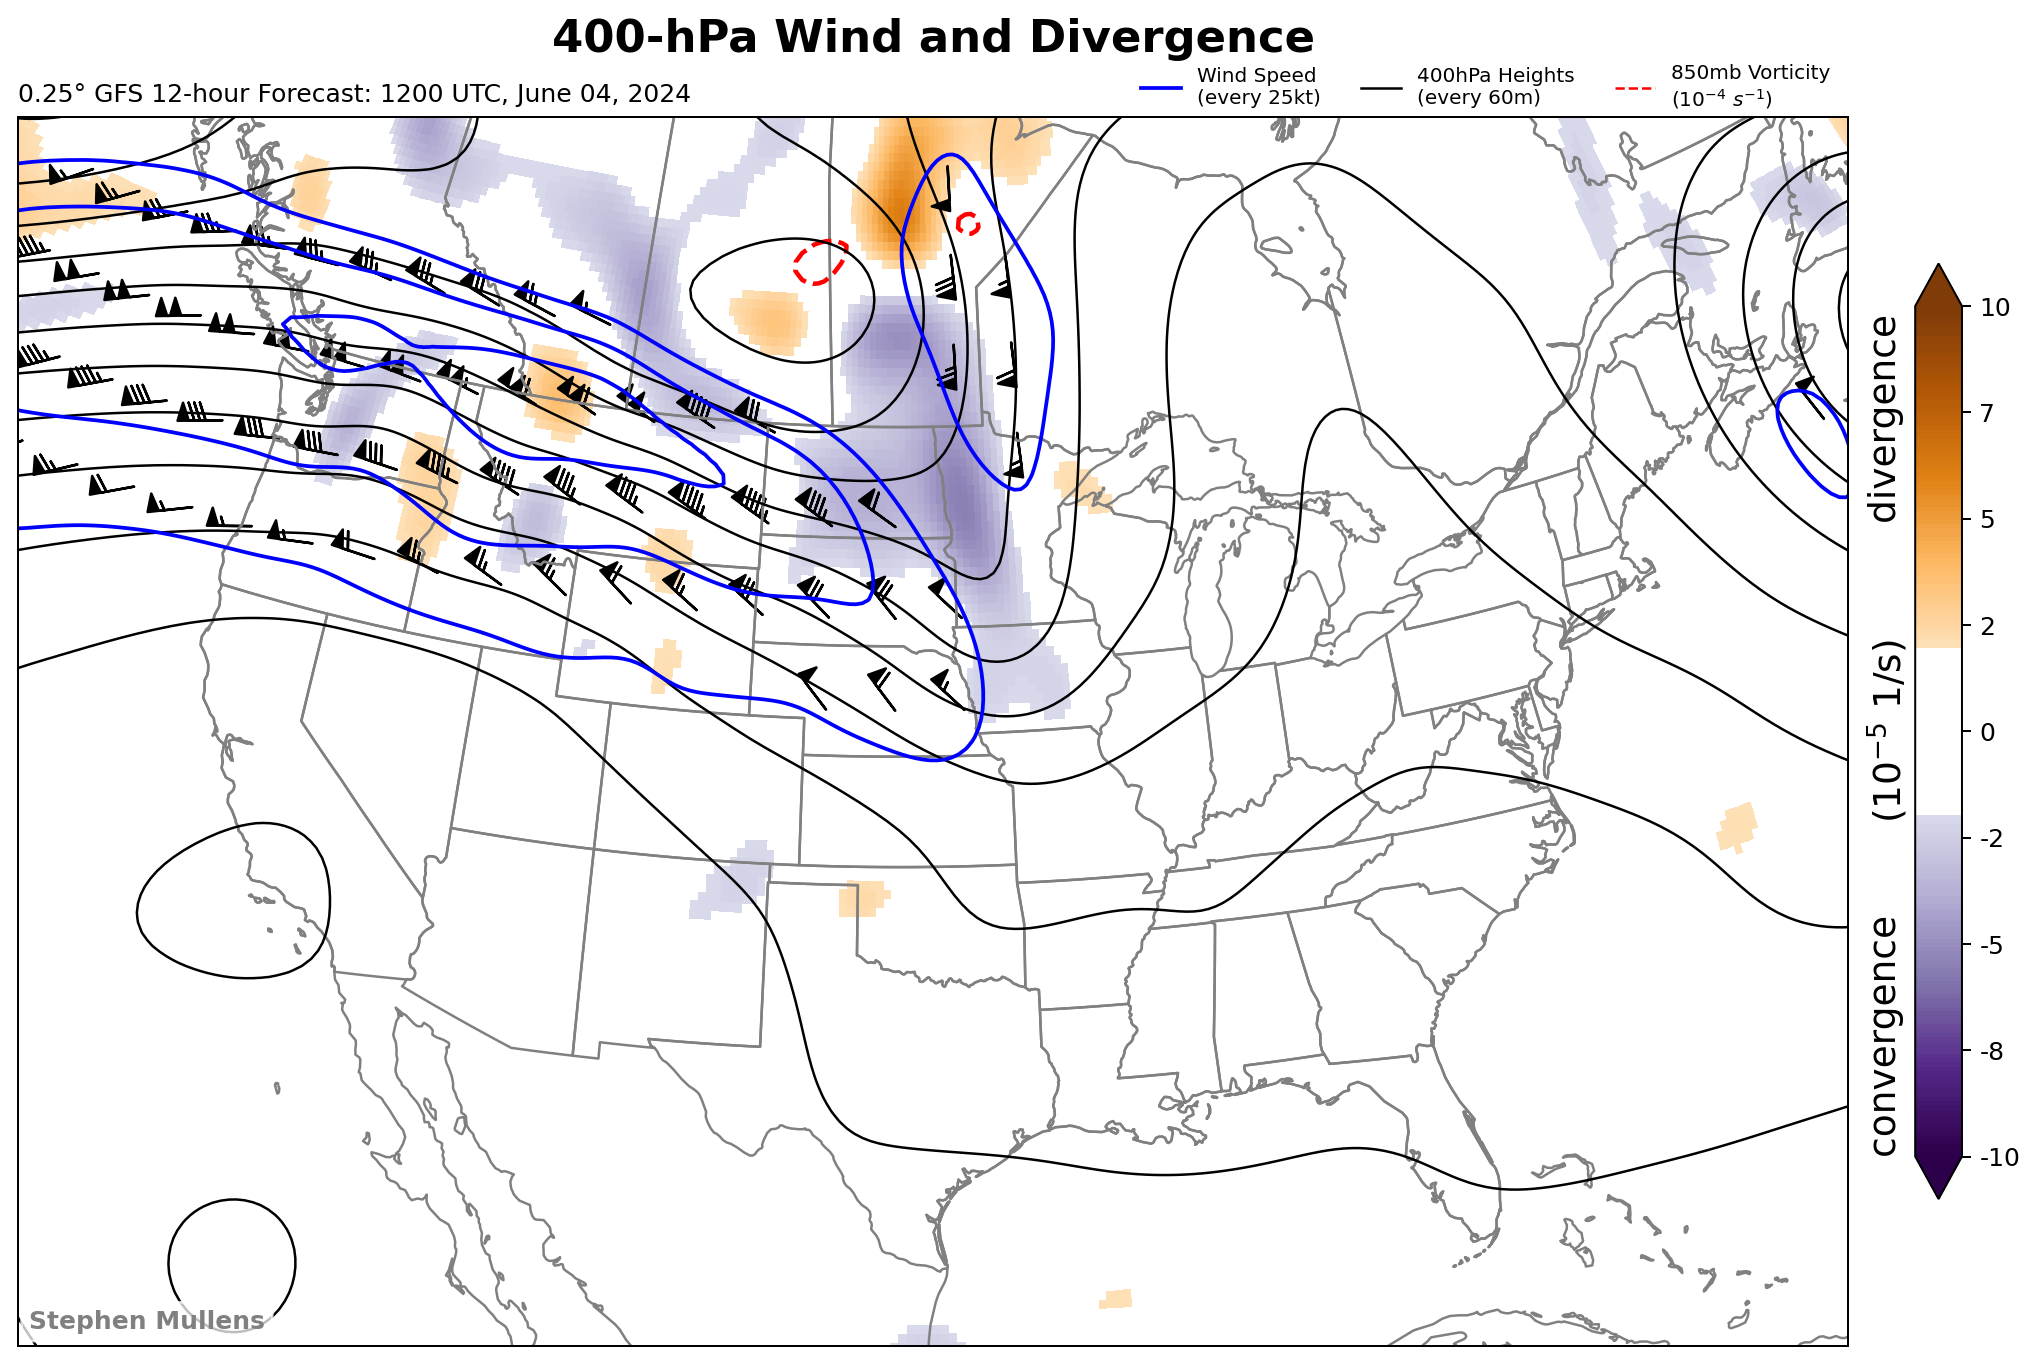 400-hPa Wind and Divergence
0.25° GFS 12-hour Forecast: 1200 UTC, June 04, 2024
Wind Speed
(every 25kt)
400hPa Heights
(every 60m)
850mb Vorticity
(10⁻⁴ s⁻¹)
10
7
5
2
0
-2
-5
-8
-10
convergence (10⁻⁵ 1/s) divergence
Stephen Mullens